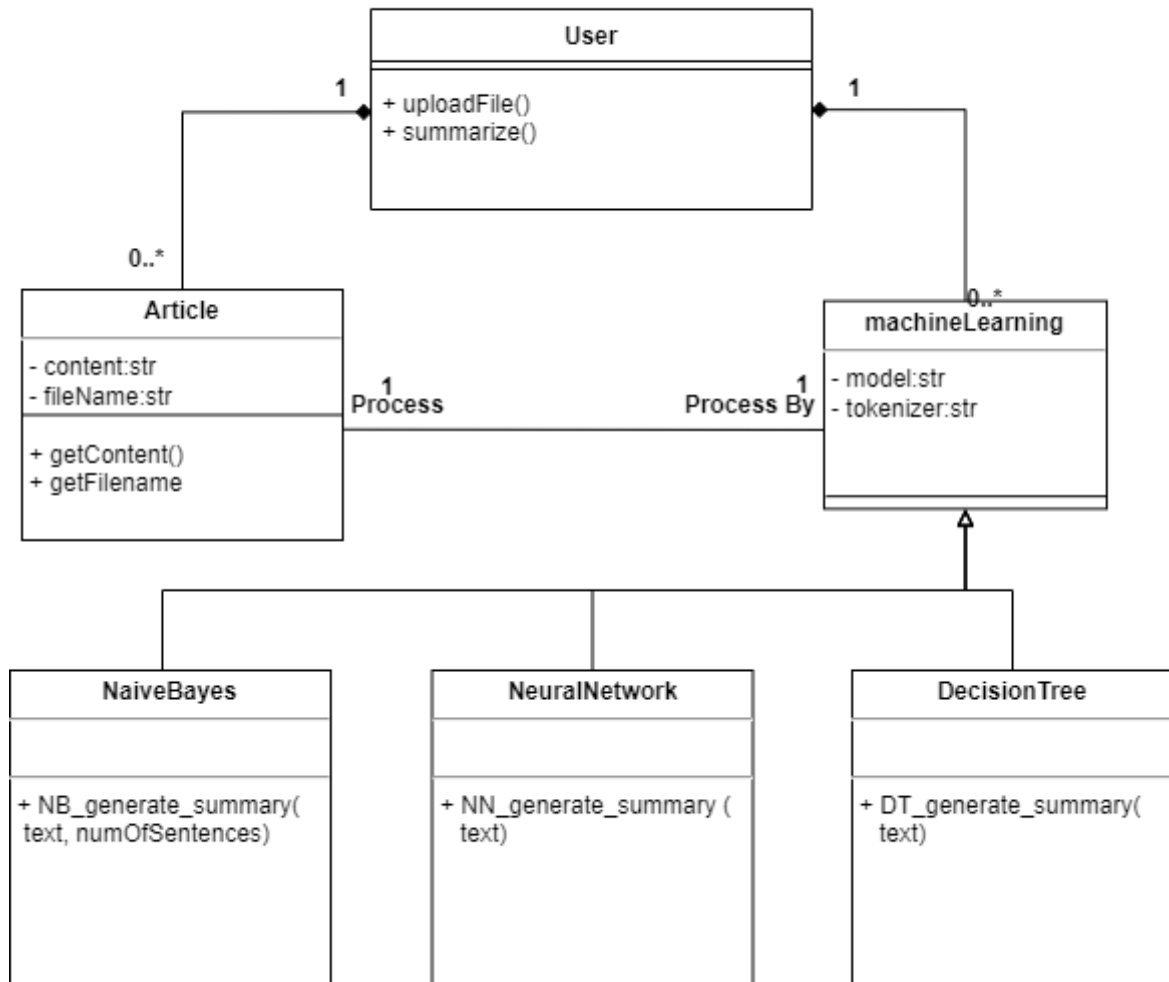 User
+ uploadFile()
+ summarize()
1
1
0..*
0..*
Article
- content:str
- fileName:str
+ getContent()
+ getFilename
1
Process
1
Process By
machineLearning
- model:str
- tokenizer:str
NaiveBayes
+ NB_generate_summary(
text, numOfSentences)
NeuralNetwork
+ NN_generate_summary (
text)
DecisionTree
+ DT_generate_summary(
text)